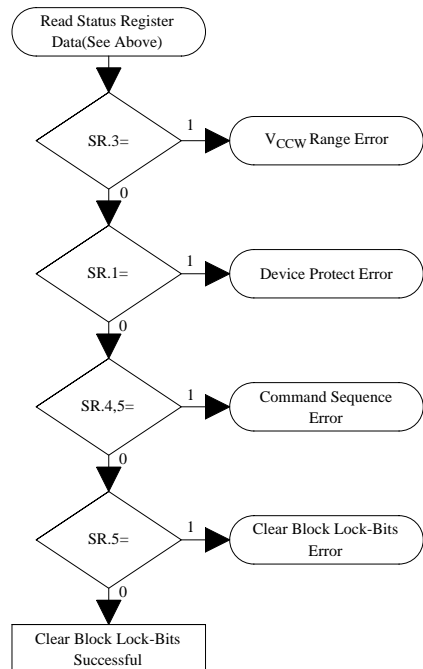 Read Status Register
Data(See Above)
SR.3=
1
VCCW Range Error
0
SR.1=
1
Device Protect Error
0
SR.4,5=
1
Command Sequence
Error
0
SR.5=
1
Clear Block Lock-Bits
Error
0
Clear Block Lock-Bits
Successful